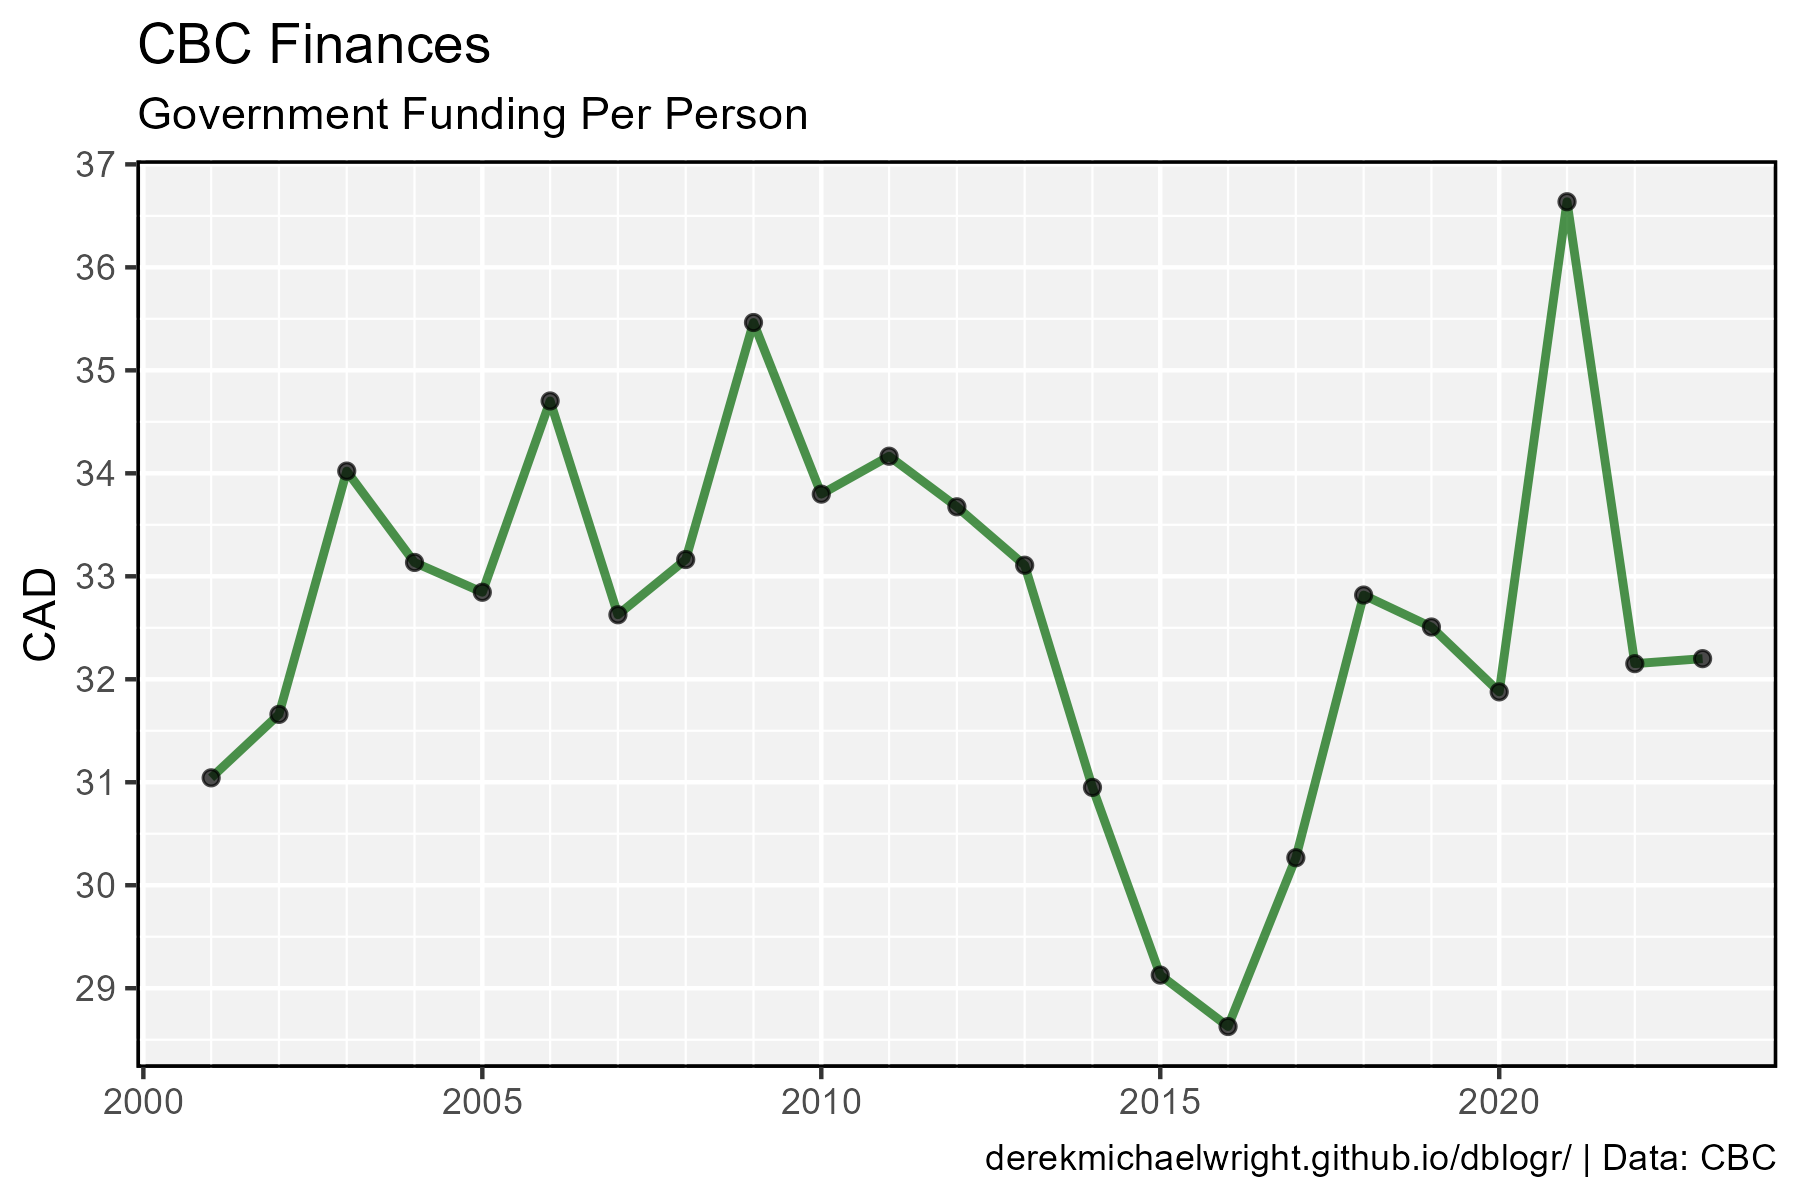 CBC Finances
Government Funding Per Person
37
36
35
34
33
32
31
30
29
CAD
2000 2005 2010 2015 2020
derekmichaelwright.github.io/dblogr/ | Data: CBC